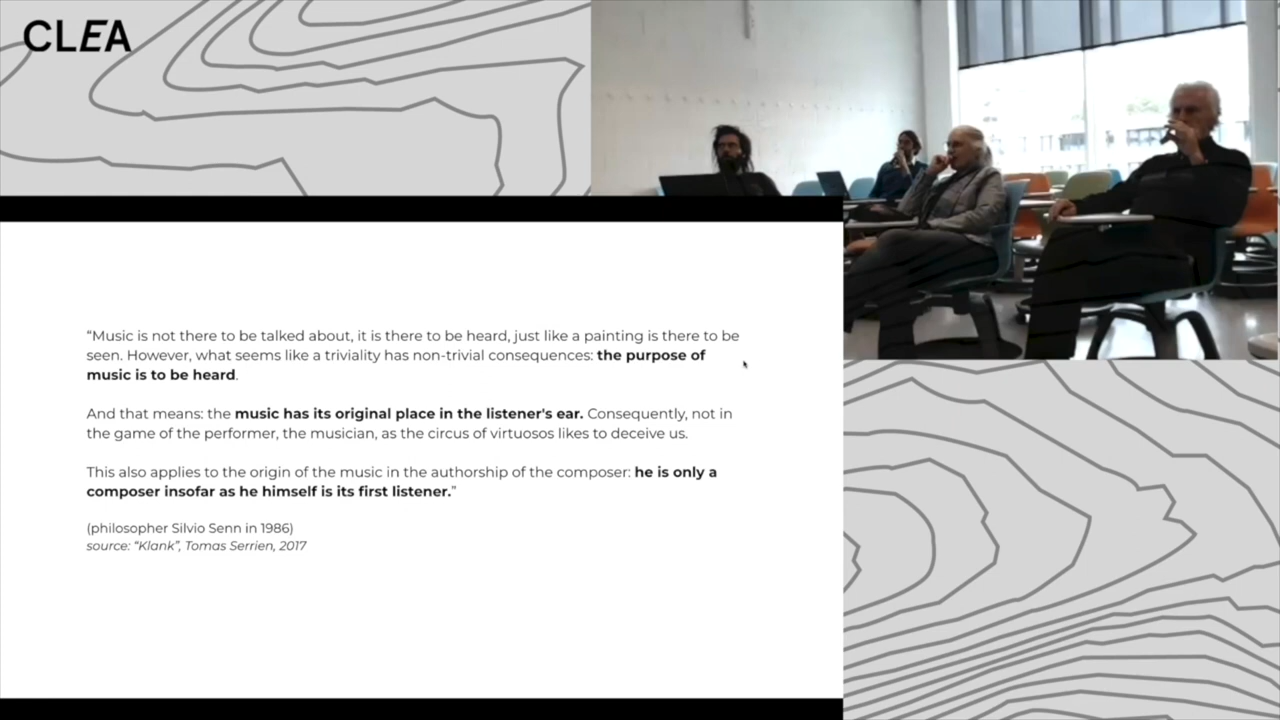 CLEA
“Music is not there to be talked about, it is there to be heard, just like a painting is there to be
seen. However, what seems like a triviality has non-trivial consequences: the purpose of
music is to be heard.
And that means: the music has its original place in the listener's ear. Consequently, not in
the game of the performer, the musician, as the circus of virtuosos likes to deceive us.
This also applies to the origin of the music in the authorship of the composer: he is only a
composer insofar as he himself is its first listener.”
(philosopher Silvio Senn in 1986)
source: “Klank”, Tomas Serrien, 2017